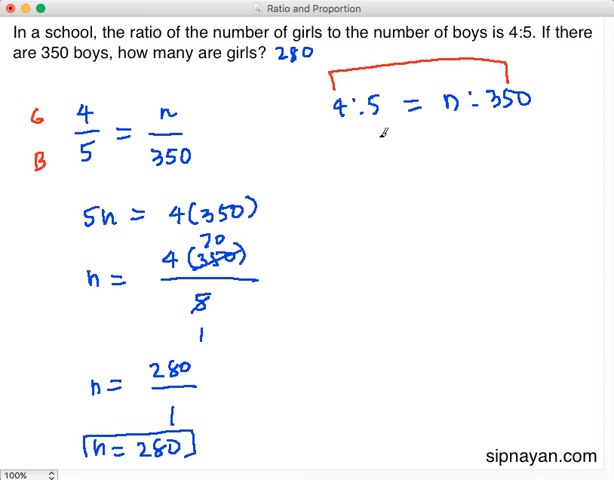 Ratio and Proportion
In a school, the ratio of the number of girls to the number of boys is 4:5. If there
are 350 boys, how many are girls? 280
4:5 = n:350
G 4/5 = n/350
B
5n = 4(350)
70
n = 4(350)/5
1
n = 280/1
n = 280
sipnayan.com
100%